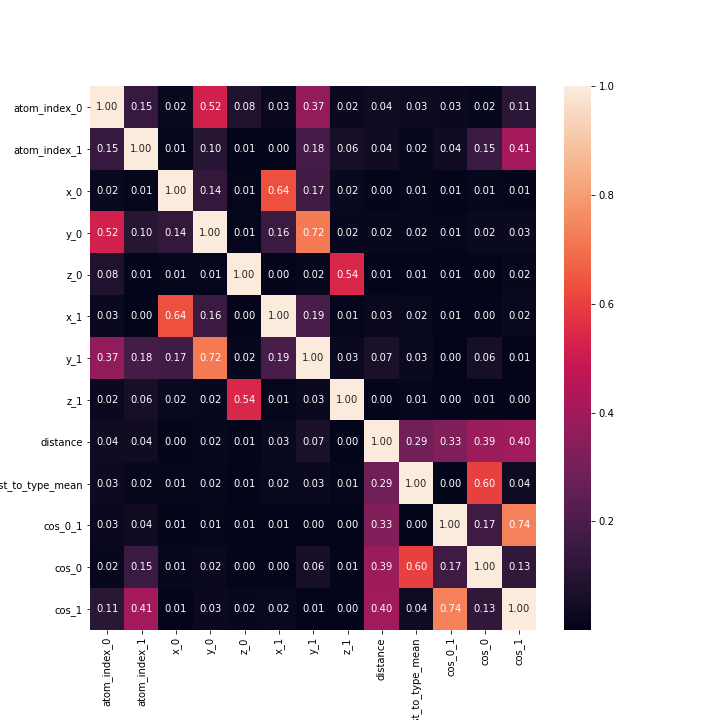 atom_index_0 1.00 0.15 0.02 0.52 0.08 0.03 0.37 0.02 0.04 0.03 0.03 0.02 0.11
atom_index_1 0.15 1.00 0.01 0.10 0.01 0.00 0.18 0.06 0.04 0.02 0.04 0.15 0.41
x_0 0.02 0.01 1.00 0.14 0.01 0.64 0.17 0.02 0.00 0.01 0.01 0.01 0.01
y_0 0.52 0.10 0.14 1.00 0.01 0.16 0.72 0.02 0.02 0.02 0.01 0.02 0.03
z_0 0.08 0.01 0.01 0.01 1.00 0.00 0.02 0.54 0.01 0.01 0.01 0.00 0.02
x_1 0.03 0.00 0.64 0.16 0.00 1.00 0.19 0.01 0.03 0.02 0.01 0.00 0.02
y_1 0.37 0.18 0.17 0.72 0.02 0.19 1.00 0.03 0.07 0.03 0.00 0.06 0.01
z_1 0.02 0.06 0.02 0.02 0.54 0.01 0.03 1.00 0.00 0.01 0.00 0.01 0.00
distance 0.04 0.04 0.00 0.02 0.01 0.03 0.07 0.00 1.00 0.29 0.33 0.39 0.40
st_to_type_mean 0.03 0.02 0.01 0.02 0.01 0.02 0.03 0.01 0.29 1.00 0.00 0.60 0.04
cos_0_1 0.03 0.04 0.01 0.01 0.01 0.01 0.00 0.00 0.33 0.00 1.00 0.17 0.74
cos_0 0.02 0.15 0.01 0.02 0.00 0.00 0.06 0.01 0.39 0.60 0.17 1.00 0.13
cos_1 0.11 0.41 0.01 0.03 0.02 0.02 0.01 0.00 0.40 0.04 0.74 0.13 1.00
atom_index_0
atom_index_1
x_0
y_0
z_0
x_1
y_1
z_1
distance
st_to_type_mean
cos_0_1
cos_0
cos_1
1.0
0.8
0.6
0.4
0.2